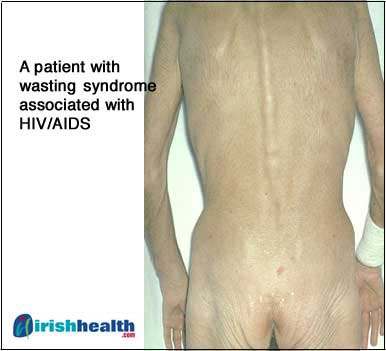 A patient with
wasting syndrome
associated with
HIV/AIDS
irishhealth
.com